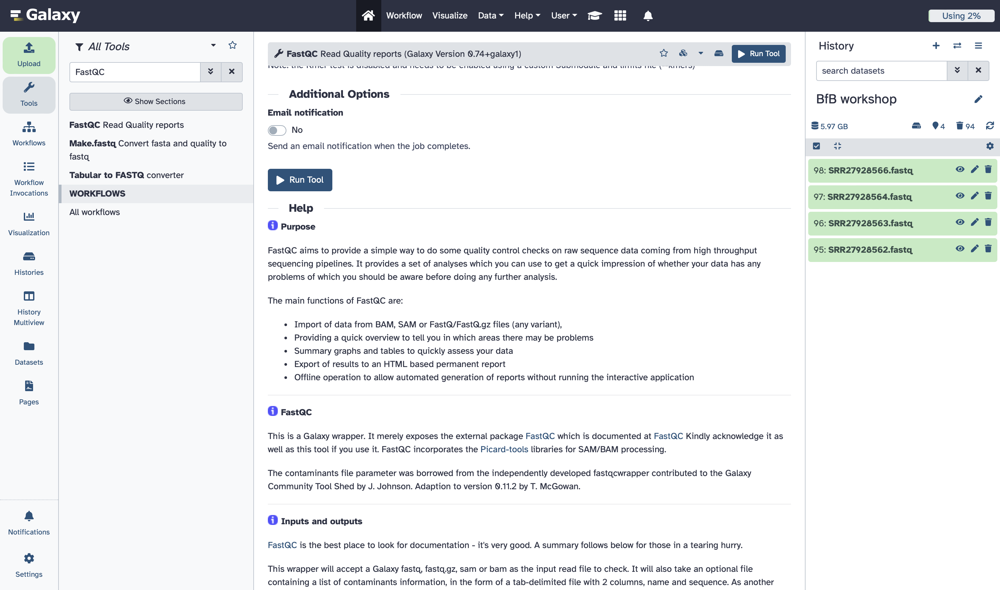 Galaxy
Workflow
Visualize
Data
Help
User
Using 2%
Upload
Tools
Workflows
Workflow
Invocations
Visualization
Histories
History
Multiview
Datasets
Pages
Notifications
Settings
All Tools
FastQC
Show Sections
FastQC Read Quality reports
Make.fastq Convert fasta and quality to
fastq
Tabular to FASTQ converter
WORKFLOWS
All workflows
FastQC Read Quality reports (Galaxy Version 0.74+galaxy1)
Run Tool
Note: the Kmer test is disabled and needs to be enabled using a custom Submodule and limits file (--kmers)
Additional Options
Email notification
No
Send an email notification when the job completes.
Run Tool
Help
Purpose
FastQC aims to provide a simple way to do some quality control checks on raw sequence data coming from high throughput
sequencing pipelines. It provides a set of analyses which you can use to get a quick impression of whether your data has any
problems of which you should be aware before doing any further analysis.
The main functions of FastQC are:
• Import of data from BAM, SAM or FastQ/FastQ.gz files (any variant),
• Providing a quick overview to tell you in which areas there may be problems
• Summary graphs and tables to quickly assess your data
• Export of results to an HTML based permanent report
• Offline operation to allow automated generation of reports without running the interactive application
FastQC
This is a Galaxy wrapper. It merely exposes the external package FastQC which is documented at FastQC Kindly acknowledge it as
well as this tool if you use it. FastQC incorporates the Picard-tools libraries for SAM/BAM processing.
The contaminants file parameter was borrowed from the independently developed fastqcwrapper contributed to the Galaxy
Community Tool Shed by J. Johnson. Adaption to version 0.11.2 by T. McGowan.
Inputs and outputs
FastQC is the best place to look for documentation - it's very good. A summary follows below for those in a tearing hurry.
This wrapper will accept a Galaxy fastq, fastq.gz, sam or bam as the input read file to check. It will also take an optional file
containing a list of contaminants information, in the form of a tab-delimited file with 2 columns, name and sequence. As another
History
search datasets
BfB workshop
5.97 GB
4
94
98: SRR27928566.fastq
97: SRR27928564.fastq
96: SRR27928563.fastq
95: SRR27928562.fastq